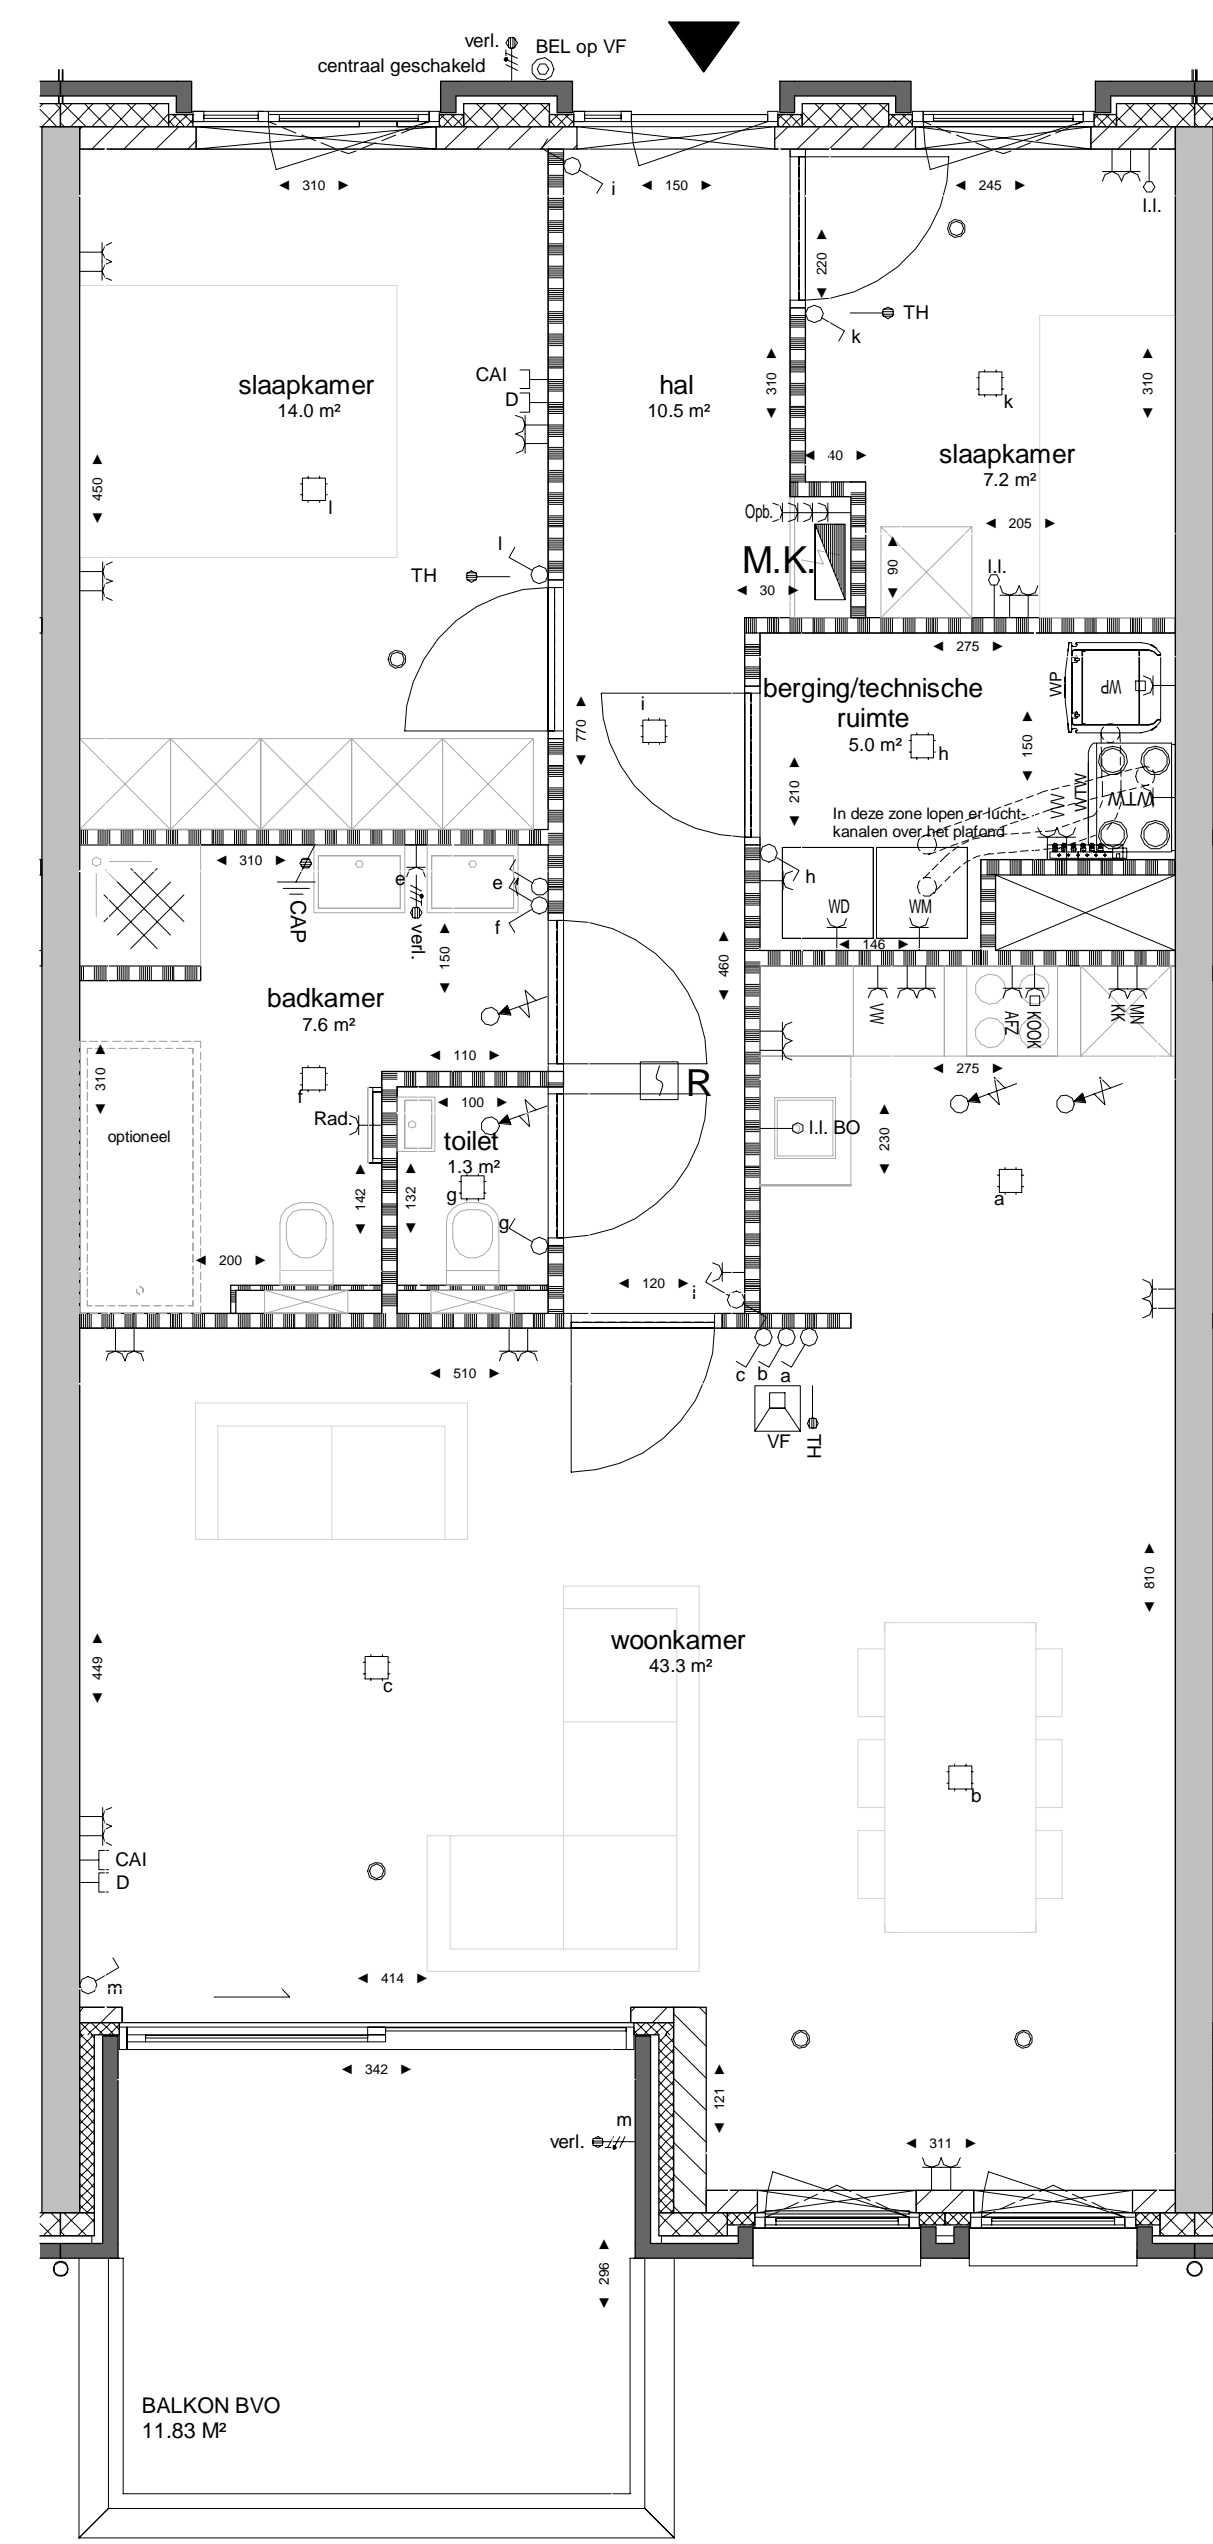 verl.
BEL op VF
centraal geschakeld
310
150
245
i
l.l.
220
TH
k
CAI
D
slaapkamer
14.0 m²
hal
10.5 m²
310
310
k
slaapkamer
7.2 m²
40
450
l
Opb.
205
l
TH
M.K.
90
l.l.
30
275
berging/technische
ruimte
5.0 m²
h
WP
WP
i
770
150
210
VV
WTW
WTW
In deze zone lopen er lucht-
kanalen over het plafond
310
e
e
h
CAP
verl.
f
WD
WM
150
460
146
badkamer
7.6 m²
VW
AFZ
KOOK
KK
MN
110
275
310
f
R
100
Rad.
optioneel
toilet
1.3 m²
l.l. BO
230
142
132
g
g
a
200
120
i
510
c
b
a
VF
TH
810
woonkamer
43.3 m²
449
c
b
CAI
D
m
414
342
121
m
verl.
311
296
BALKON BVO
11.83 M²